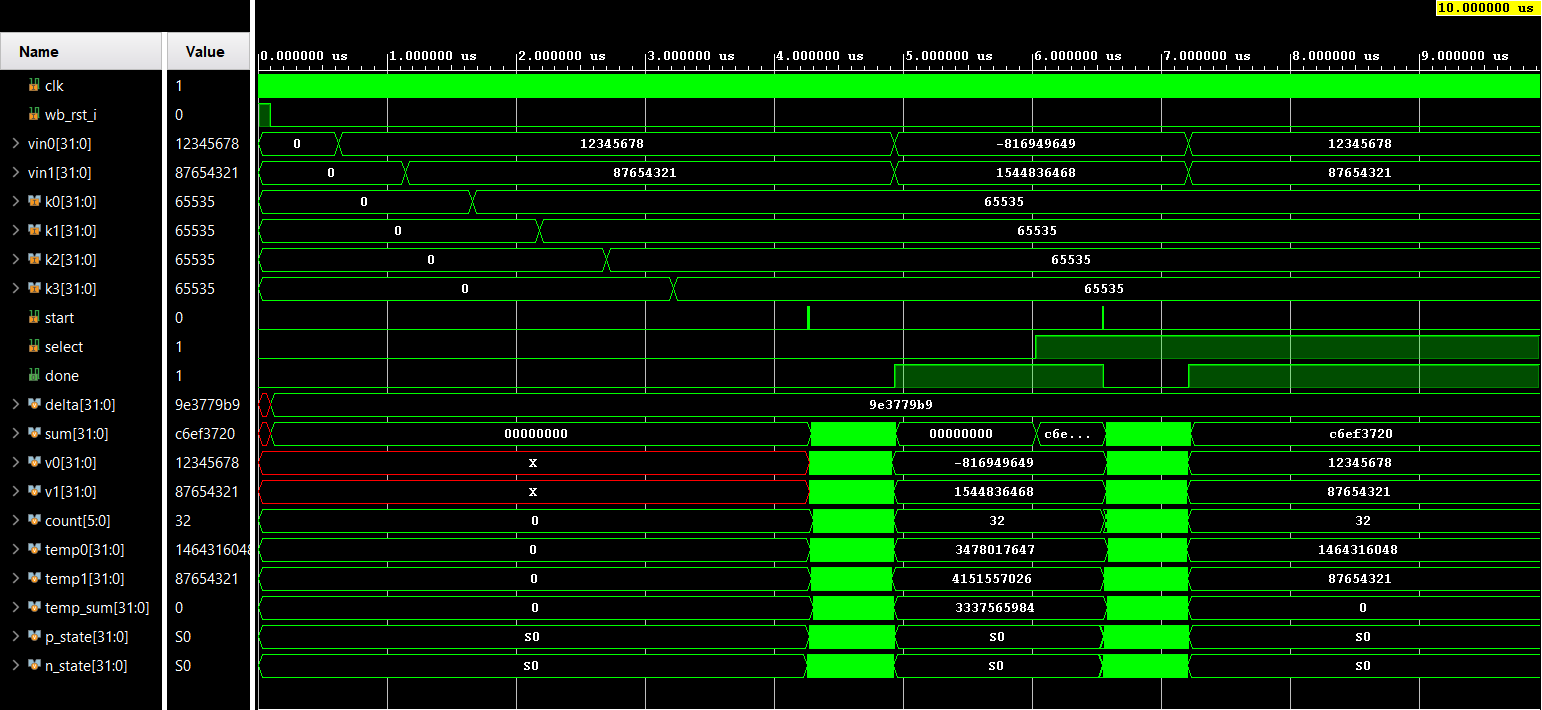 10.000000 us
Name Value
0.000000 us 1.000000 us 2.000000 us 3.000000 us 4.000000 us 5.000000 us 6.000000 us 7.000000 us 8.000000 us 9.000000 us
clk 1
wb_rst_i 0
vin0[31:0] 12345678 0 12345678 -816949649 12345678
vin1[31:0] 87654321 0 87654321 1544836468 87654321
k0[31:0] 65535 0 65535
k1[31:0] 65535 0 65535
k2[31:0] 65535 0 65535
k3[31:0] 65535 0 65535
start 0
select 1
done 1
delta[31:0] 9e3779b9 9e3779b9
sum[31:0] c6ef3720 00000000 00000000 c6e... c6ef3720
v0[31:0] 12345678 X -816949649 12345678
v1[31:0] 87654321 X 1544836468 87654321
count[5:0] 32 0 32 32
temp0[31:0] 1464316048 0 3478017647 1464316048
temp1[31:0] 87654321 0 4151557026 87654321
temp_sum[31:0] 0 0 3337565984 0
p_state[31:0] S0 S0 S0 S0
n_state[31:0] S0 S0 S0 S0